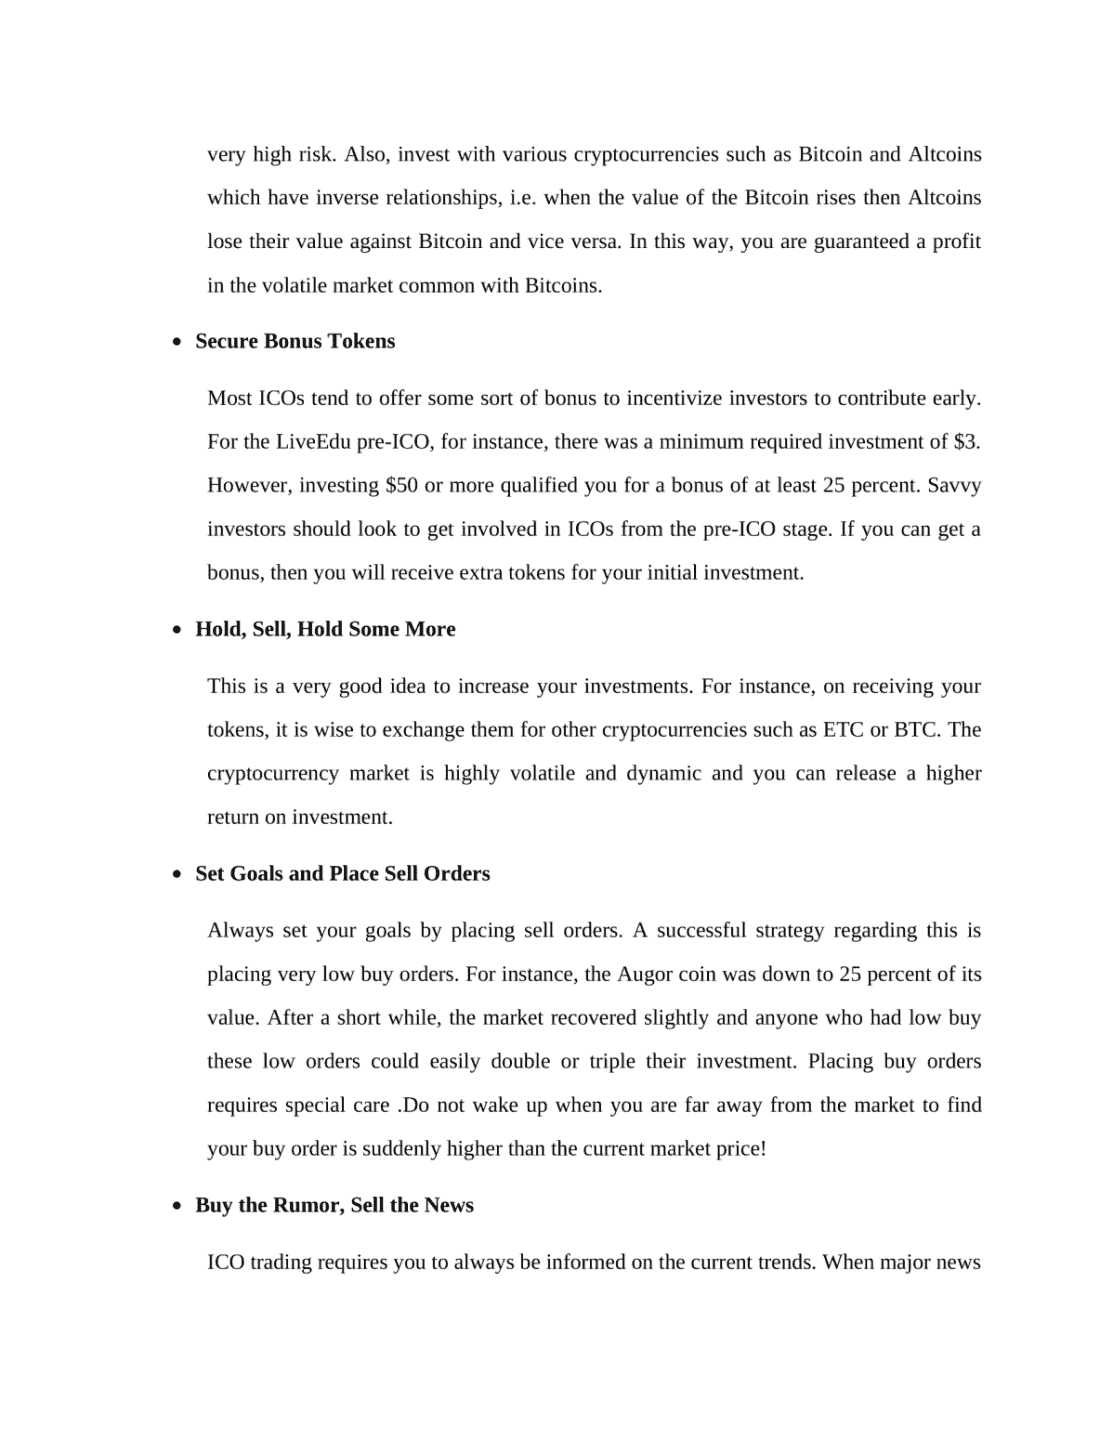 very high risk. Also, invest with various cryptocurrencies such as Bitcoin and Altcoins
which have inverse relationships, i.e. when the value of the Bitcoin rises then Altcoins
lose their value against Bitcoin and vice versa. In this way, you are guaranteed a profit
in the volatile market common with Bitcoins.
• Secure Bonus Tokens
Most ICOs tend to offer some sort of bonus to incentivize investors to contribute early.
For the LiveEdu pre-ICO, for instance, there was a minimum required investment of $3.
However, investing $50 or more qualified you for a bonus of at least 25 percent. Savvy
investors should look to get involved in ICOs from the pre-ICO stage. If you can get a
bonus, then you will receive extra tokens for your initial investment.
• Hold, Sell, Hold Some More
This is a very good idea to increase your investments. For instance, on receiving your
tokens, it is wise to exchange them for other cryptocurrencies such as ETC or BTC. The
cryptocurrency market is highly volatile and dynamic and you can release a higher
return on investment.
• Set Goals and Place Sell Orders
Always set your goals by placing sell orders. A successful strategy regarding this is
placing very low buy orders. For instance, the Augor coin was down to 25 percent of its
value. After a short while, the market recovered slightly and anyone who had low buy
these low orders could easily double or triple their investment. Placing buy orders
requires special care .Do not wake up when you are far away from the market to find
your buy order is suddenly higher than the current market price!
• Buy the Rumor, Sell the News
ICO trading requires you to always be informed on the current trends. When major news